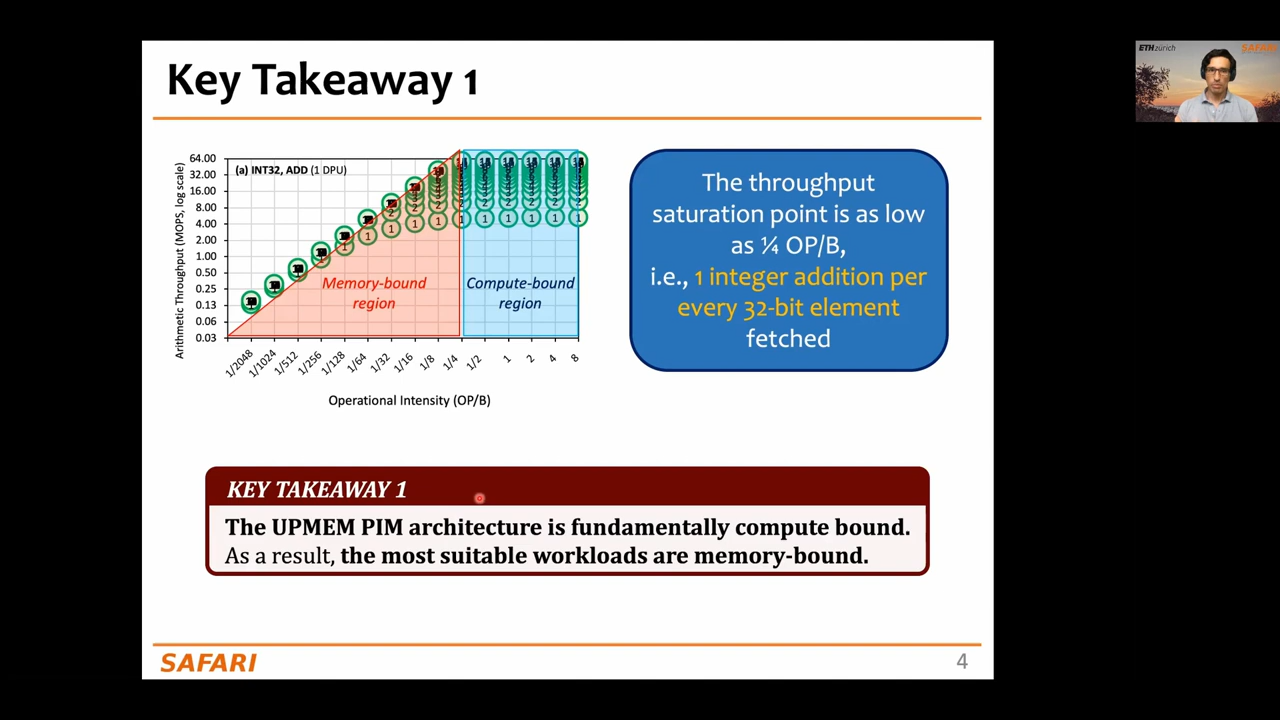 Key Takeaway 1
ETHzürich
SAFARI
64.00
32.00
16.00
8.00
4.00
2.00
1.00
0.50
0.25
0.13
0.06
0.03
Arithmetic Throughput (MOPS, log scale)
(a) INT32, ADD (1 DPU)
Memory-bound
region
Compute-bound
region
1/2048
1/1024
1/512
1/256
1/128
1/64
1/32
1/16
1/8
1/4
1/2
1
2
4
8
Operational Intensity (OP/B)
The throughput
saturation point is as low
as ¼ OP/B,
i.e., 1 integer addition per
every 32-bit element
fetched
KEY TAKEAWAY 1
The UPMEM PIM architecture is fundamentally compute bound.
As a result, the most suitable workloads are memory-bound.
SAFARI
4